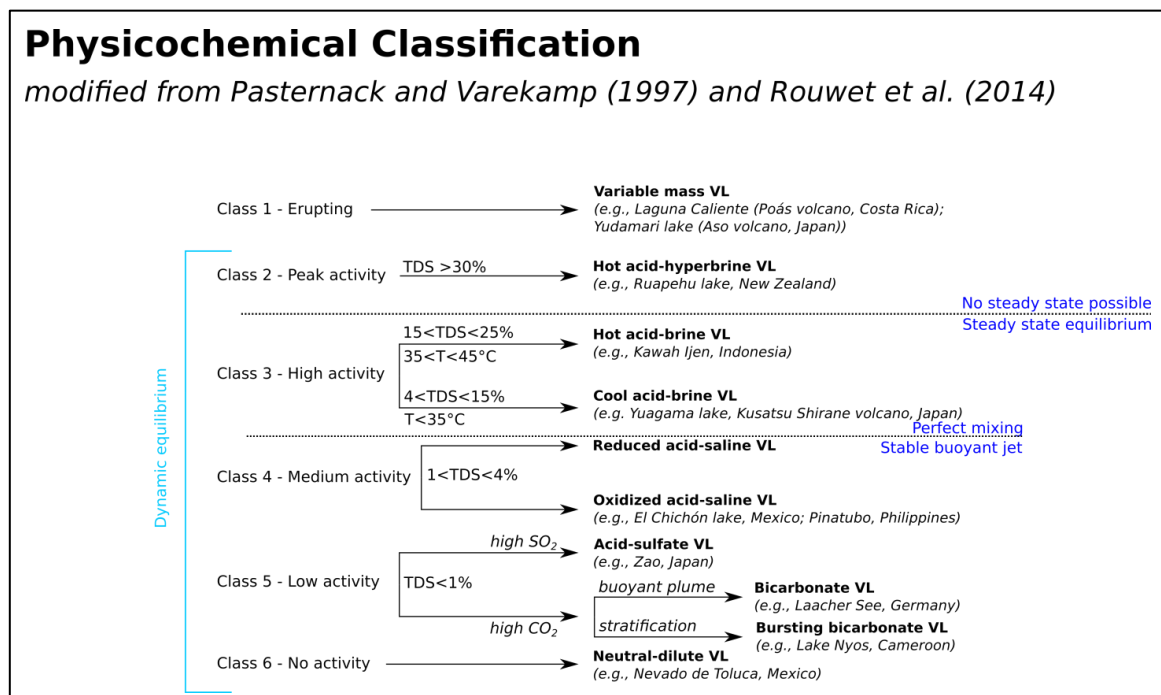 Physicochemical Classification
modified from Pasternack and Varekamp (1997) and Rouwet et al. (2014)
Class 1 - Erupting
Variable mass VL
(e.g., Laguna Caliente (Poás volcano, Costa Rica);
Yudamari lake (Aso volcano, Japan))
Dynamic equilibrium
Class 2 - Peak activity
TDS >30%
Hot acid-hyperbrine VL
(e.g., Ruapehu lake, New Zealand)
No steady state possible
Steady state equilibrium
Class 3 - High activity
15<TDS<25%
35<T<45°C
Hot acid-brine VL
(e.g., Kawah Ijen, Indonesia)
4<TDS<15%
T<35°C
Cool acid-brine VL
(e.g. Yuagama lake, Kusatsu Shirane volcano, Japan)
Perfect mixing
Stable buoyant jet
Class 4 - Medium activity
1<TDS<4%
Reduced acid-saline VL
Oxidized acid-saline VL
(e.g., El Chichón lake, Mexico; Pinatubo, Philippines)
Class 5 - Low activity
TDS<1%
high SO₂
Acid-sulfate VL
(e.g., Zao, Japan)
high CO₂
buoyant plume
Bicarbonate VL
(e.g., Laacher See, Germany)
stratification
Bursting bicarbonate VL
(e.g., Lake Nyos, Cameroon)
Class 6 - No activity
Neutral-dilute VL
(e.g., Nevado de Toluca, Mexico)